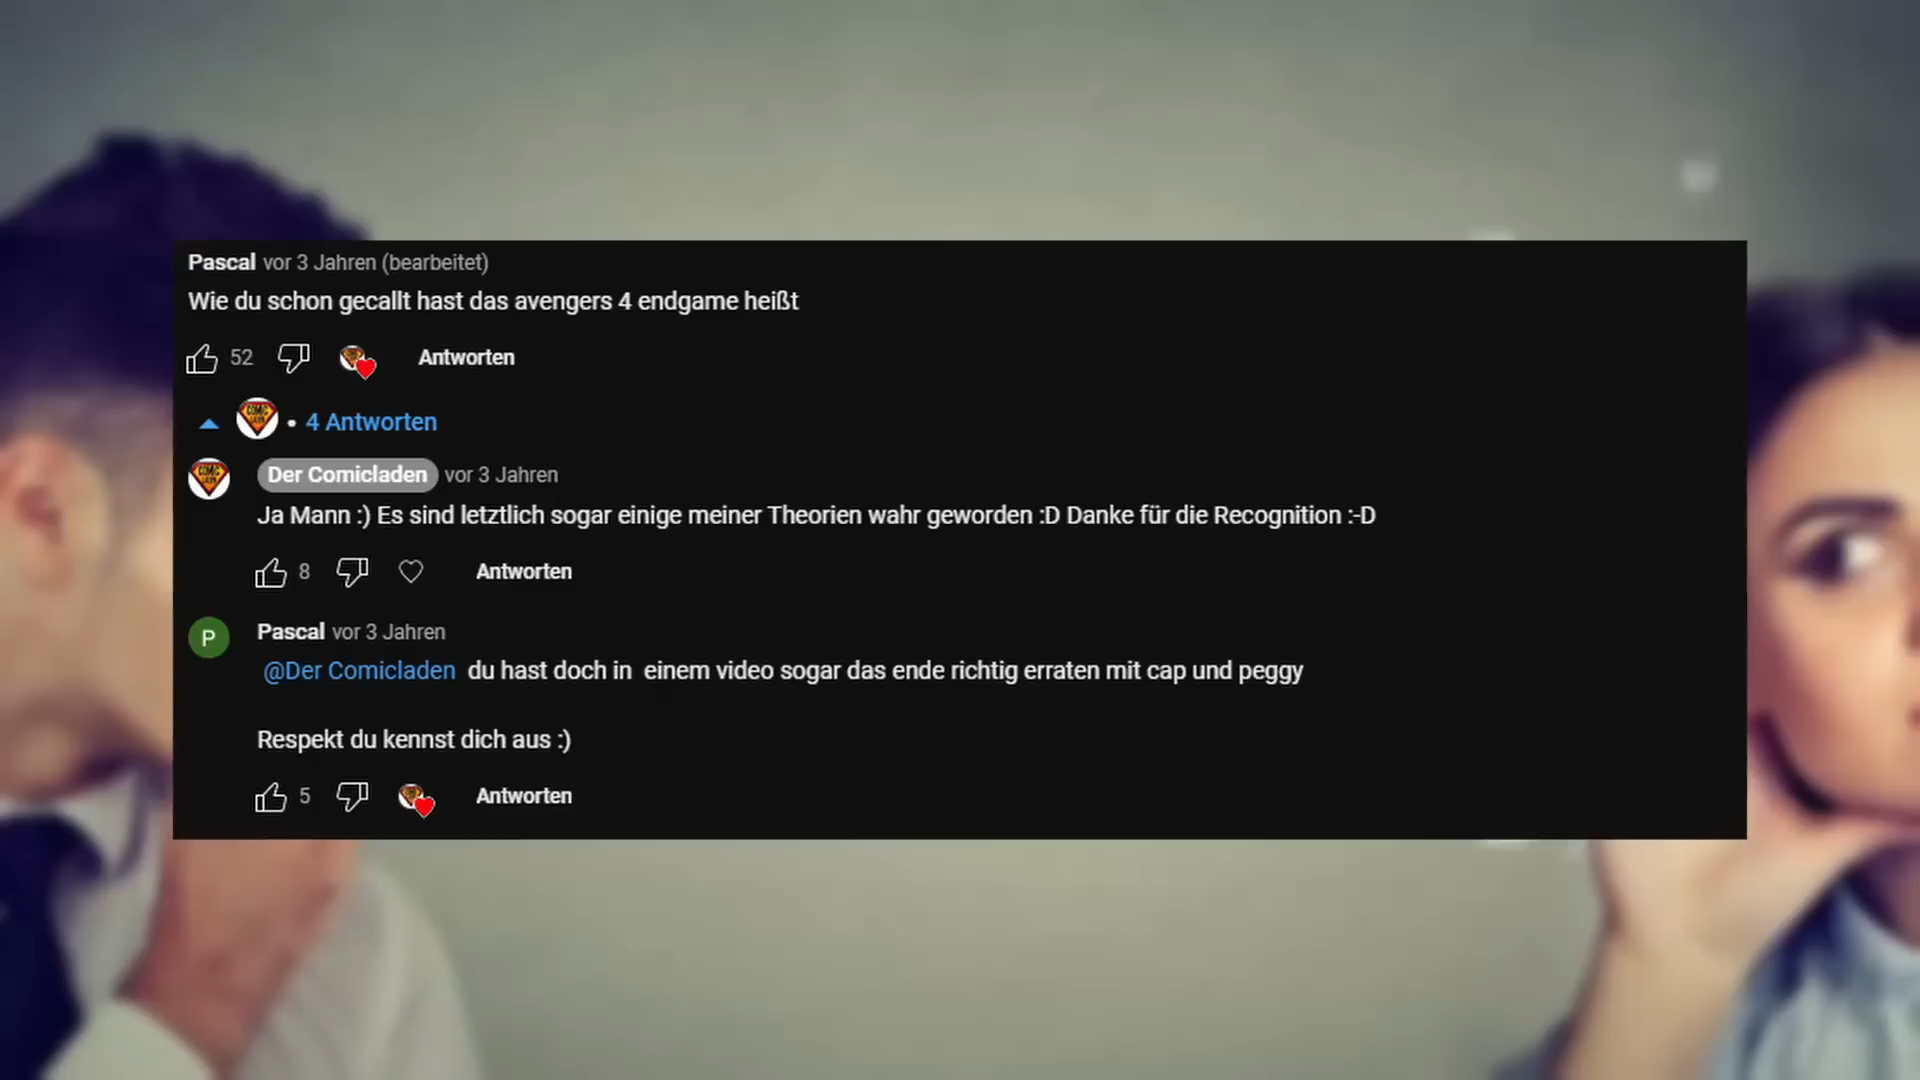 Pascal vor 3 Jahren (bearbeitet)
Wie du schon gecallt hast das avengers 4 endgame heißt
52 Antworten
4 Antworten
Der Comicladen vor 3 Jahren
Ja Mann :) Es sind letztlich sogar einige meiner Theorien wahr geworden :D Danke für die Recognition :-D
8 Antworten
P Pascal vor 3 Jahren
@Der Comicladen du hast doch in einem video sogar das ende richtig erraten mit cap und peggy
Respekt du kennst dich aus :)
5 Antworten